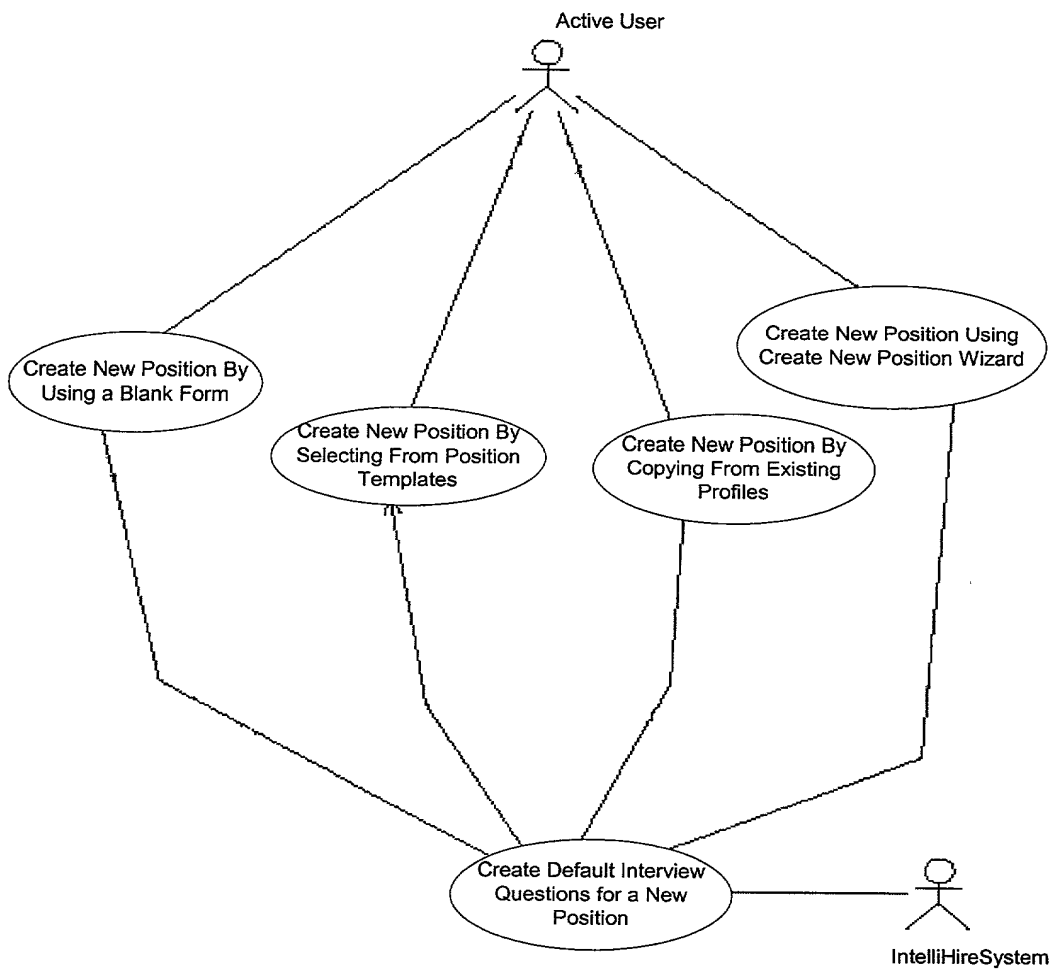 Active User
Create New Position Using
Create New Position Wizard
Create New Position By
Using a Blank Form
Create New Position By
Selecting From Position
Templates
Create New Position By
Copying From Existing
Profiles
Create Default Interview
Questions for a New
Position
IntelliHireSystem